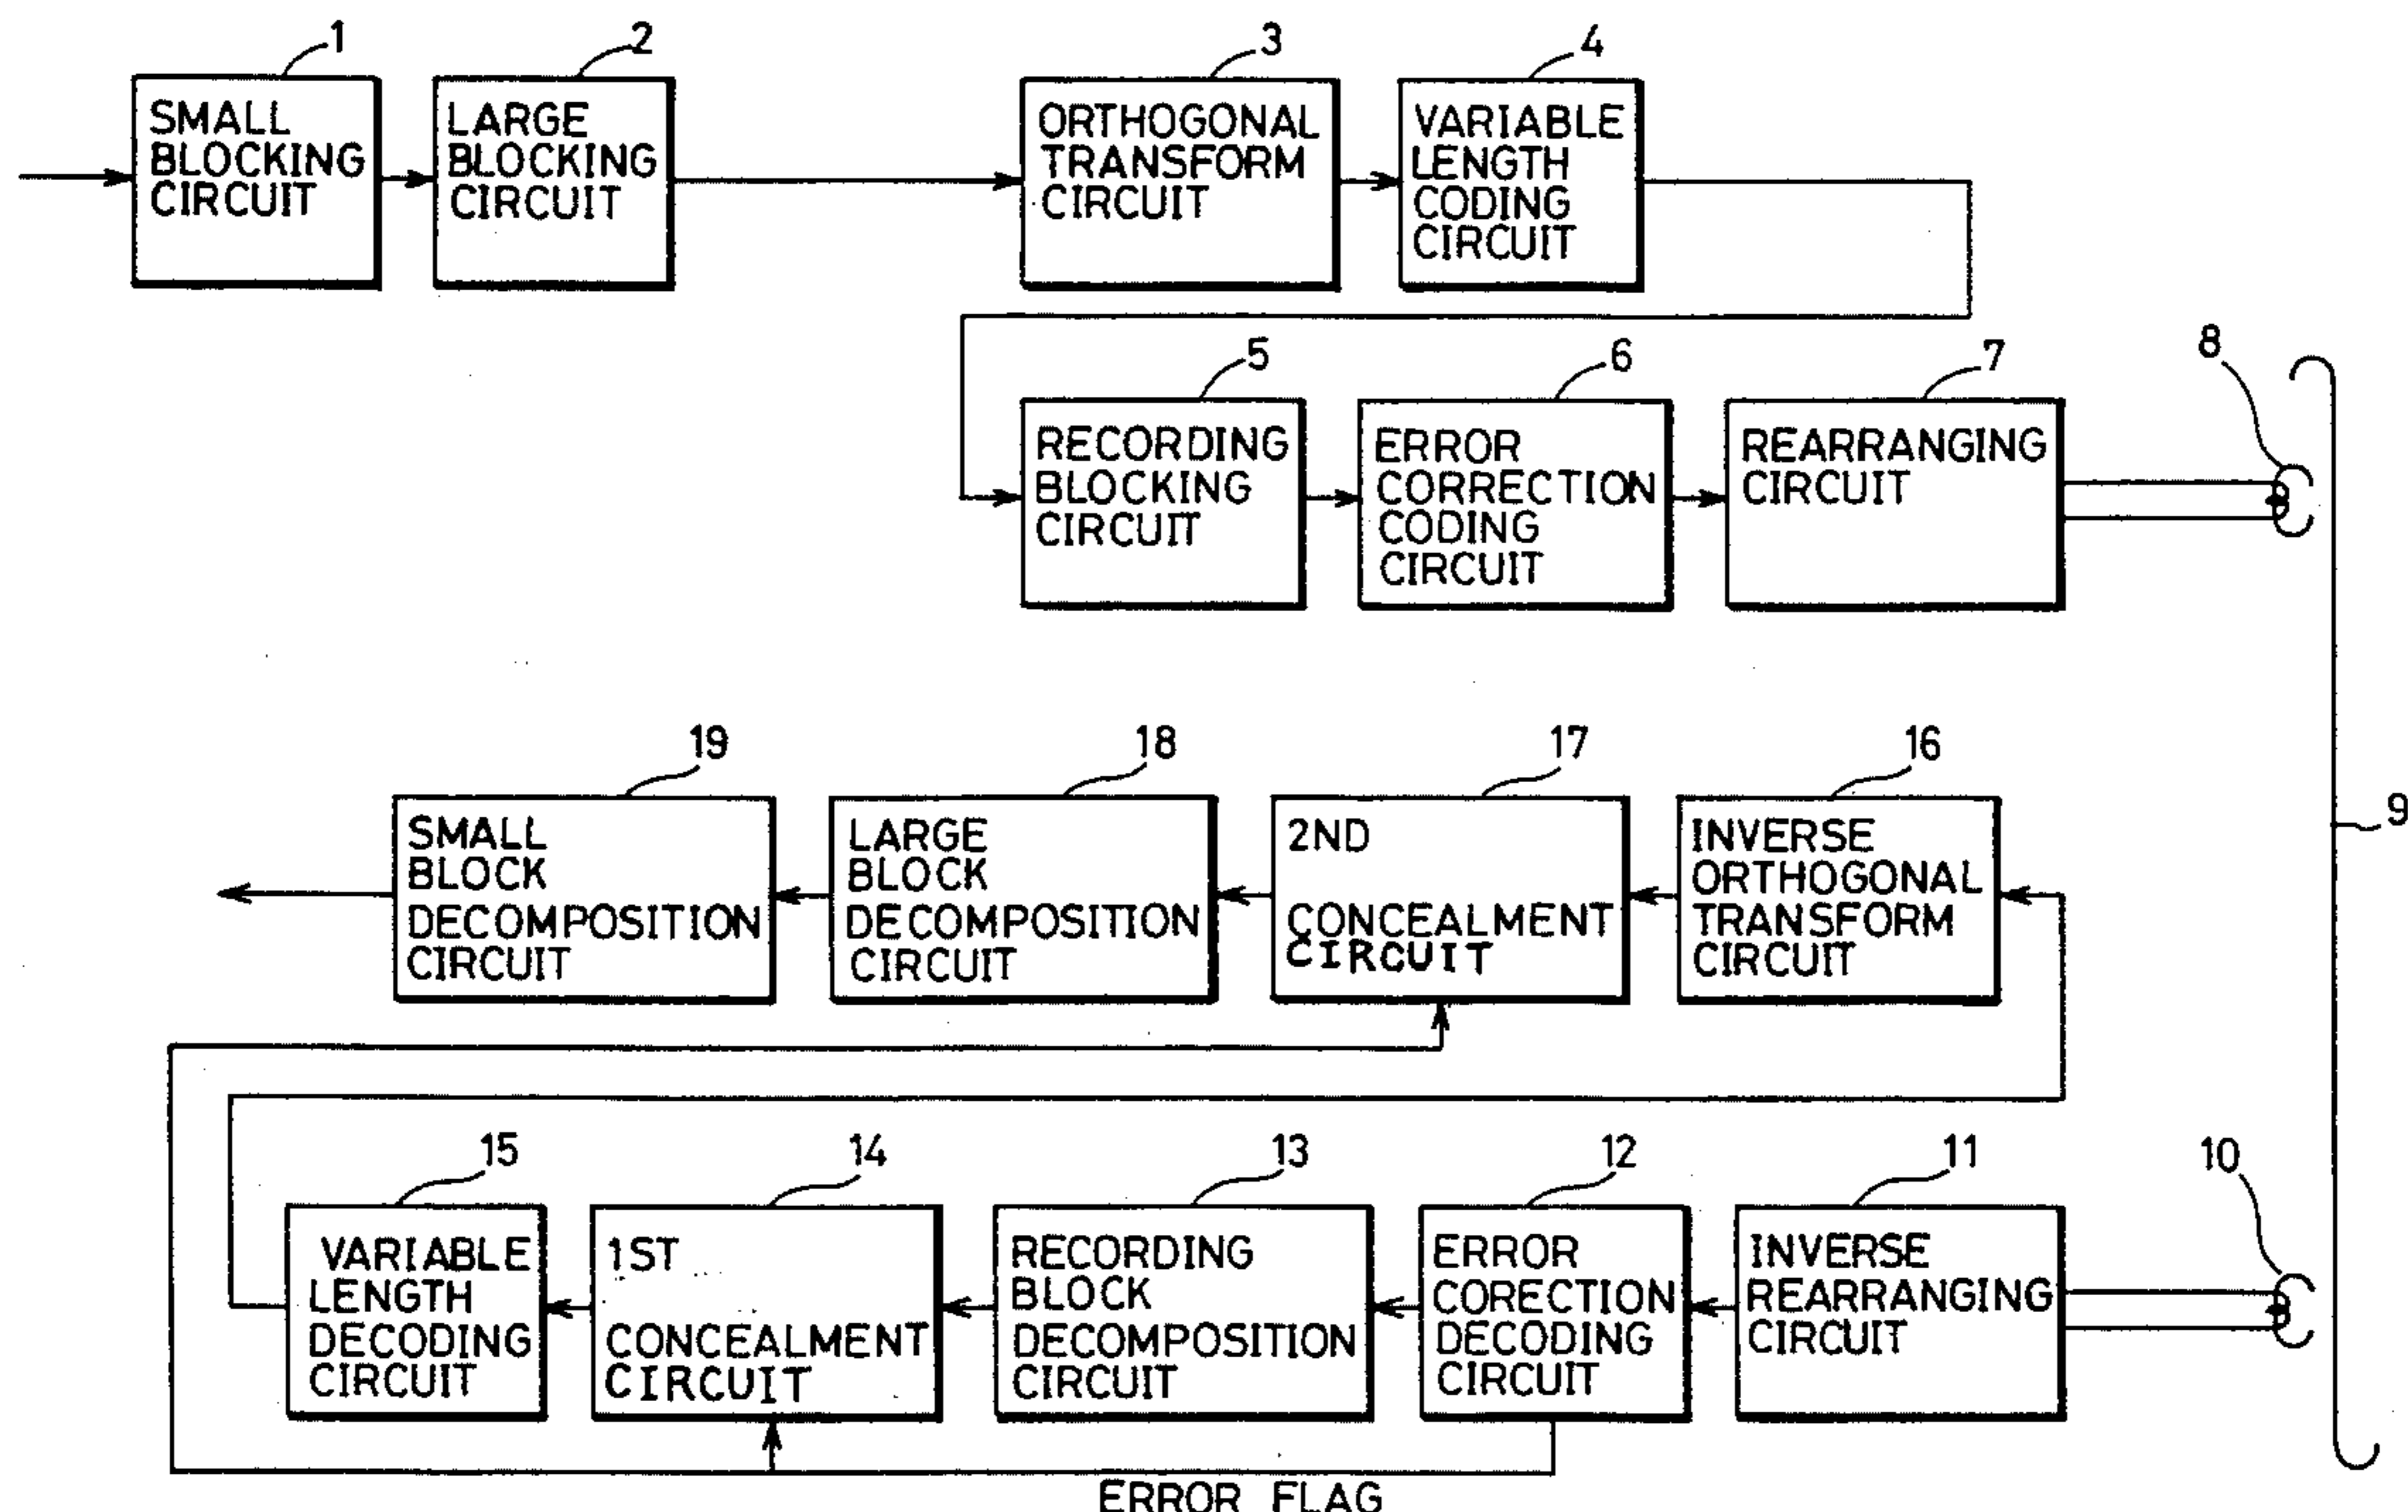 1
2
3
4
SMALL
BLOCKING
CIRCUIT
LARGE
BLOCKING
CIRCUIT
ORTHOGONAL
TRANSFORM
CIRCUIT
VARIABLE
LENGTH
CODING
CIRCUIT
5
6
7
8
RECORDING
BLOCKING
CIRCUIT
ERROR
CORRECTION
CODING
CIRCUIT
REARRANGING
CIRCUIT
19
18
17
16
9
SMALL
BLOCK
DECOMPOSITION
CIRCUIT
LARGE
BLOCK
DECOMPOSITION
CIRCUIT
2ND
CONCEALMENT
CIRCUIT
INVERSE
ORTHOGONAL
TRANSFORM
CIRCUIT
15
14
13
12
11
10
VARIABLE
LENGTH
DECODING
CIRCUIT
1ST
CONCEALMENT
CIRCUIT
RECORDING
BLOCK
DECOMPOSITION
CIRCUIT
ERROR
CORECTION
DECODING
CIRCUIT
INVERSE
REARRANGING
CIRCUIT
ERROR FLAG